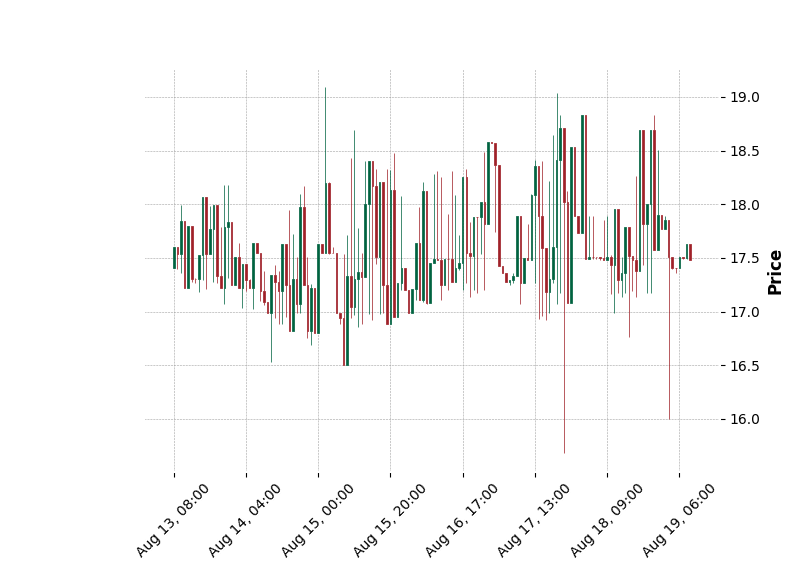 19.0
18.5
18.0
17.5
17.0
16.5
16.0
Price
Aug 13, 08:00
Aug 14, 04:00
Aug 15, 00:00
Aug 15, 20:00
Aug 16, 17:00
Aug 17, 13:00
Aug 18, 09:00
Aug 19, 06:00